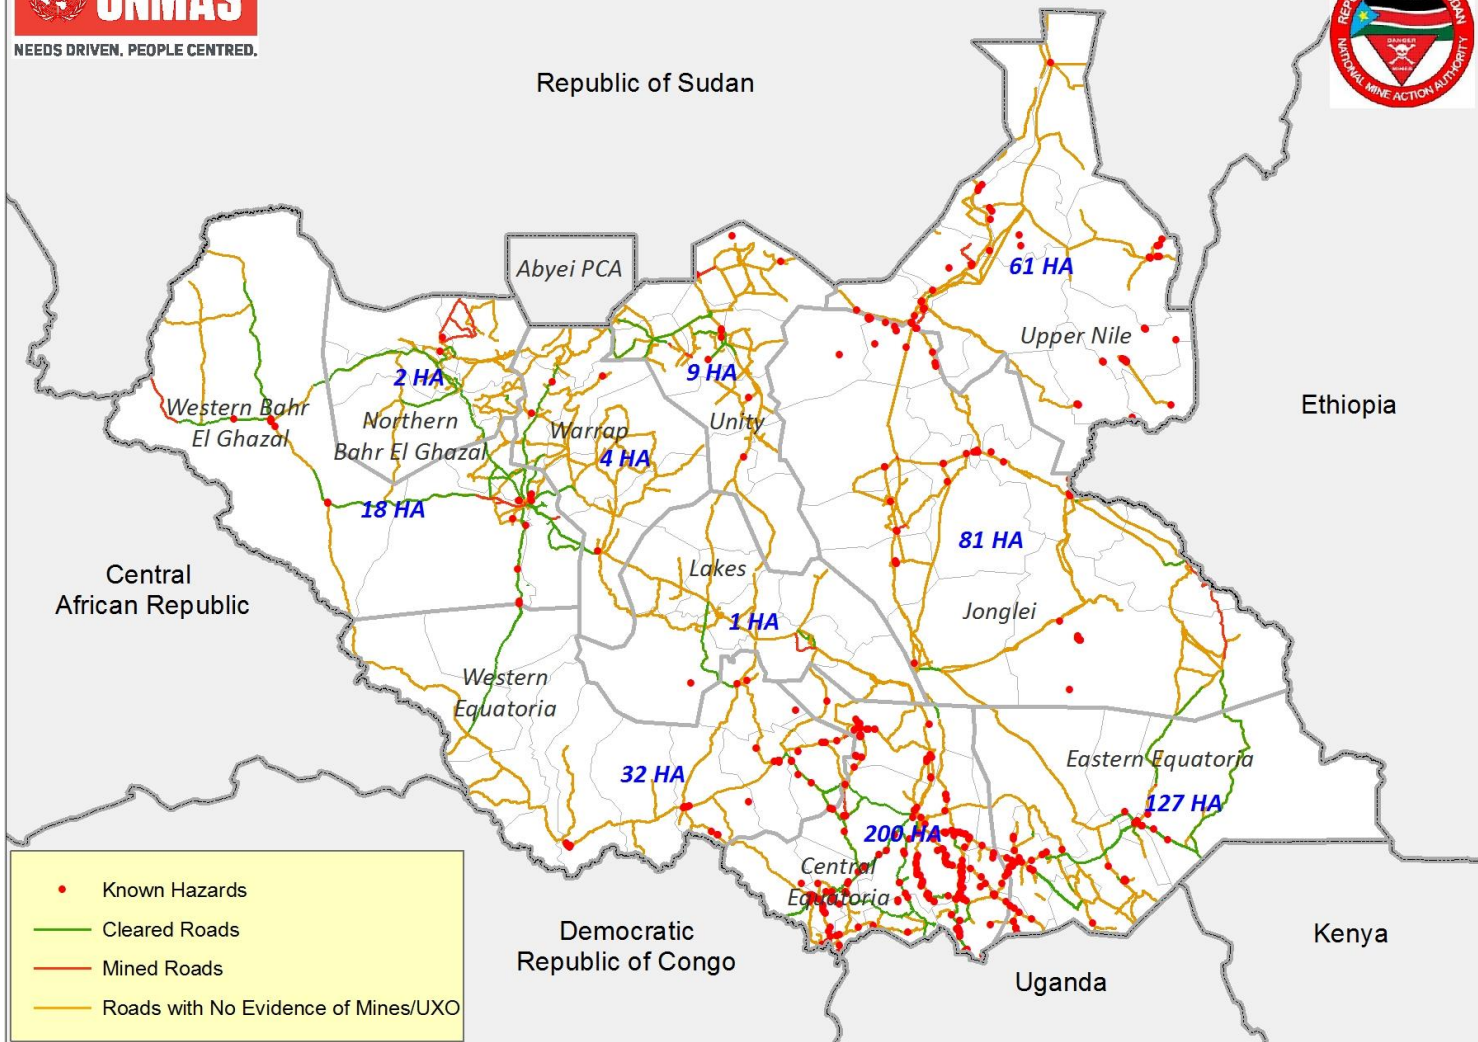 UNMAS
NEEDS DRIVEN. PEOPLE CENTRED.
DANGER
NATIONAL MINE ACTION AUTHORITY
Republic of Sudan
Abyei PCA
61 HA
Upper Nile
Ethiopia
2 HA
9 HA
Western Bahr
El Ghazal
Northern
Bahr El Ghazal
Warrap
Unity
4 HA
18 HA
81 HA
Central
African Republic
Lakes
1 HA
Jonglei
Western
Equatoria
32 HA
Eastern Equatoria
127 HA
200 HA
Central
Equatoria
Known Hazards
Cleared Roads
Mined Roads
Roads with No Evidence of Mines/UXO
Democratic
Republic of Congo
Uganda
Kenya